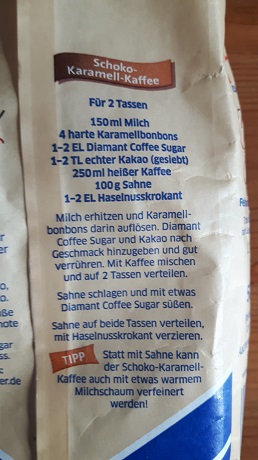 Schoko-
Karamell-Kaffee
Für 2 Tassen
150 ml Milch
4 harte Karamellbonbons
1–2 EL Diamant Coffee Sugar
1–2 TL echter Kakao (gesiebt)
250 ml heißer Kaffee
100 g Sahne
1–2 EL Haselnusskrokant
Milch erhitzen und Karamell-
bonbons darin auflösen. Diamant
Coffee Sugar und Kakao nach
Geschmack hinzugeben und gut
verrühren. Mit Kaffee mischen
und auf 2 Tassen verteilen.
Sahne schlagen und mit etwas
Diamant Coffee Sugar süßen.
Sahne auf beide Tassen verteilen,
mit Haselnusskrokant verzieren.
TIPP Statt mit Sahne kann
der Schoko-Karamell-
Kaffee auch mit etwas warmem
Milchschaum verfeinert
werden!